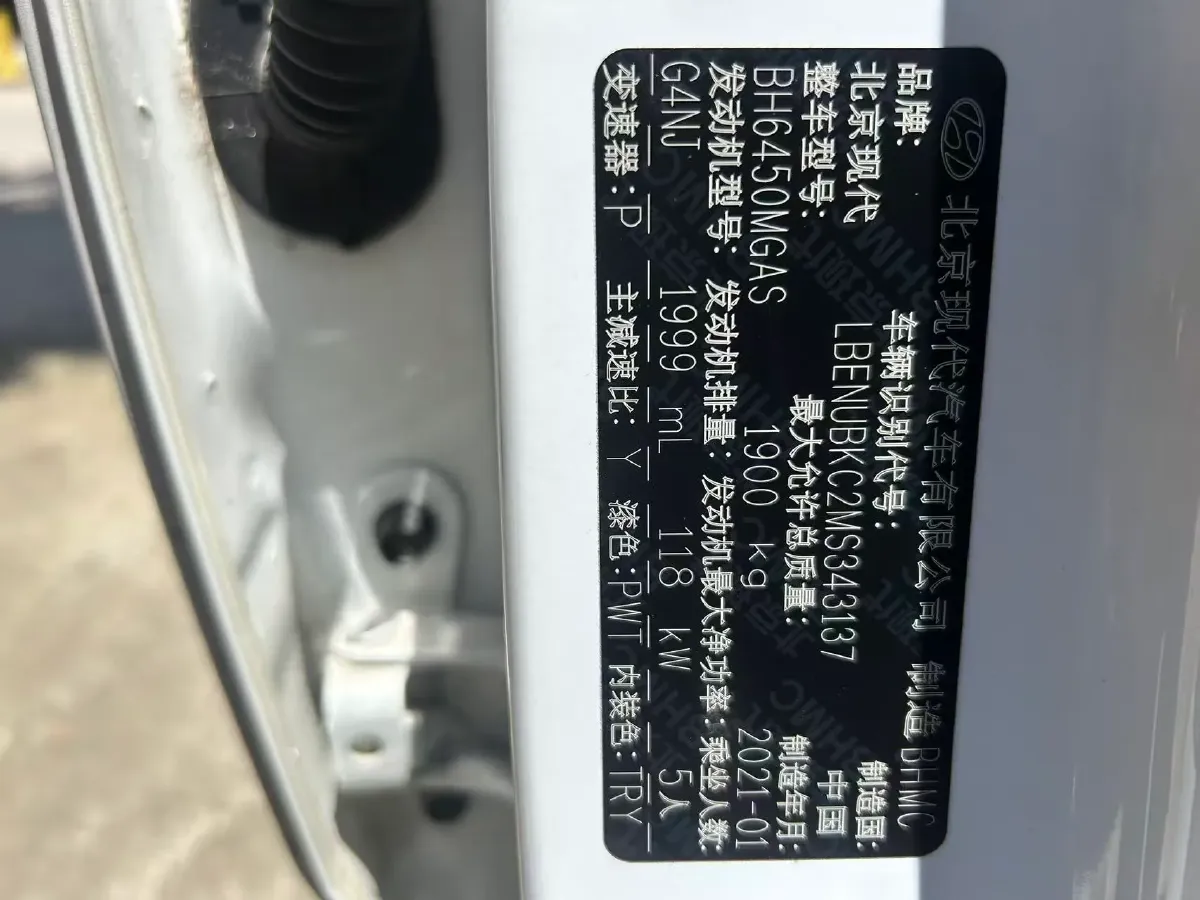 北京现代汽车有限公司 制造 BHMC
品牌: 车辆识别代号: 制造国:
北京现代 LBENUBKC2MS343137 中国
整车型号: 最大允许总质量: 制造年月:
BH6450MGAS 1900 kg 2021-01
发动机型号: 发动机排量: 发动机最大净功率: 乘坐人数:
G4NJ 1999 mL 118 kW 5人
变速器:P 主减速比: Y 漆色:PWT 内装色:TRY